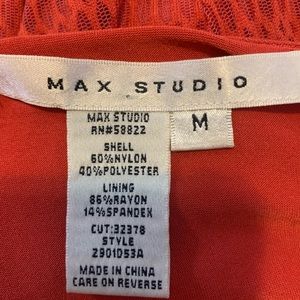 MAX STUDIO
MAX STUDIO
RN#58822
M
SHELL
60%NYLON
40%POLYESTER
LINING
86%RAYON
14%SPANDEX
CUT:32378
STYLE
2901D53A
MADE IN CHINA
CARE ON REVERSE